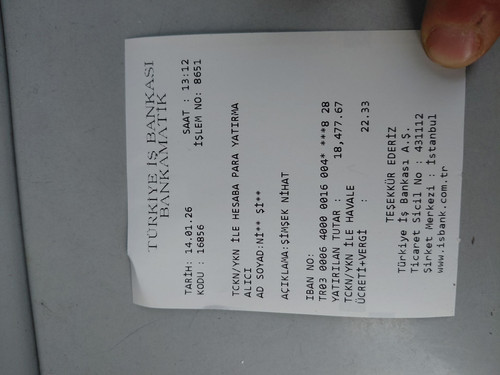 TÜRKİYE İŞ BANKASI
BANKAMATİK
TARİH: 14.01.26 SAAT : 13:12
KODU : 16856 İŞLEM NO: 8651
TCKN/YKN İLE HESABA PARA YATIRMA
ALICI
AD SOYAD:Nİ** Şİ**
AÇIKLAMA:ŞİMŞEK NİHAT
IBAN NO:
TR03 0006 4000 0016 004* ***8 28
YATIRILAN TUTAR : 18,477.67
TCKN/YKN İLE HAVALE
ÜCRETİ+VERGİ : 22.33
TEŞEKKÜR EDERİZ
Türkiye İş Bankası A.Ş.
Ticaret Sicil No : 431112
Şirket Merkezi : İstanbul
www.isbank.com.tr